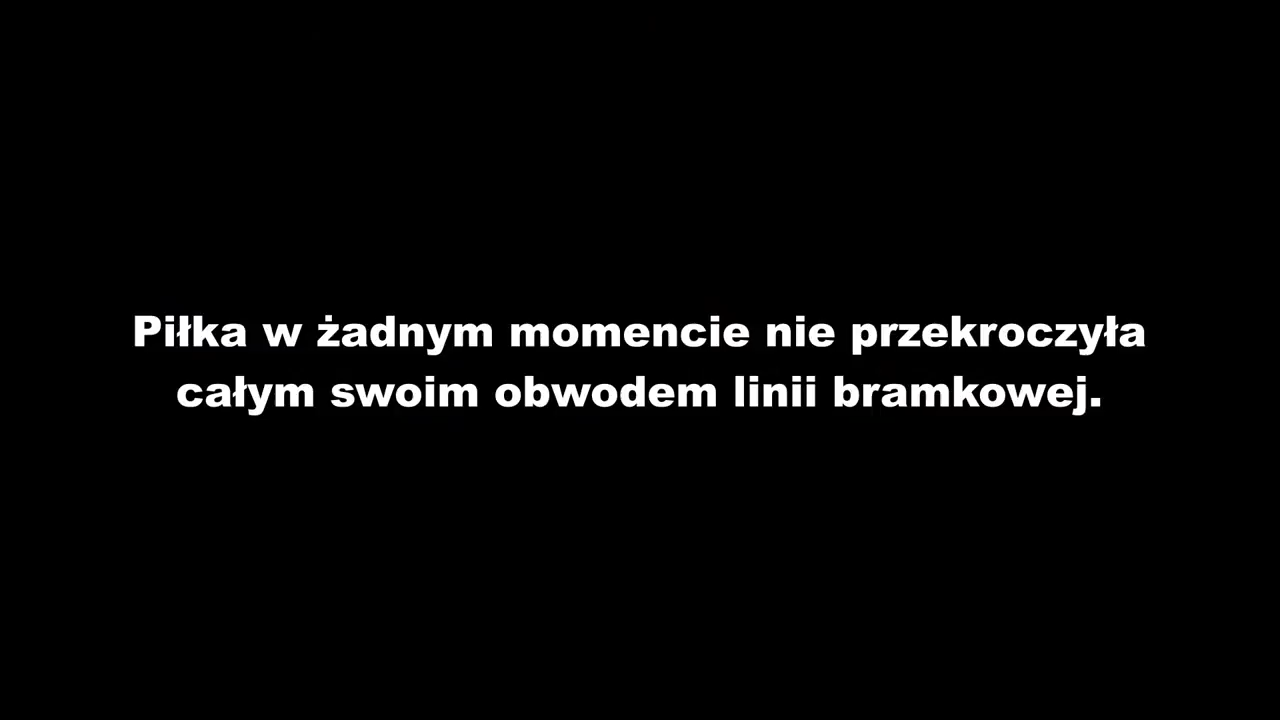 Piłka w żadnym momencie nie przekroczyła
całym swoim obwodem linii bramkowej.